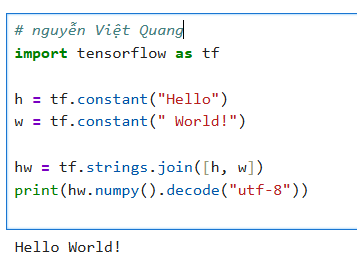 # nguyễn Việt Quang
import tensorflow as tf
h = tf.constant("Hello")
w = tf.constant(" World!")
hw = tf.strings.join([h, w])
print(hw.numpy().decode("utf-8"))
Hello World!